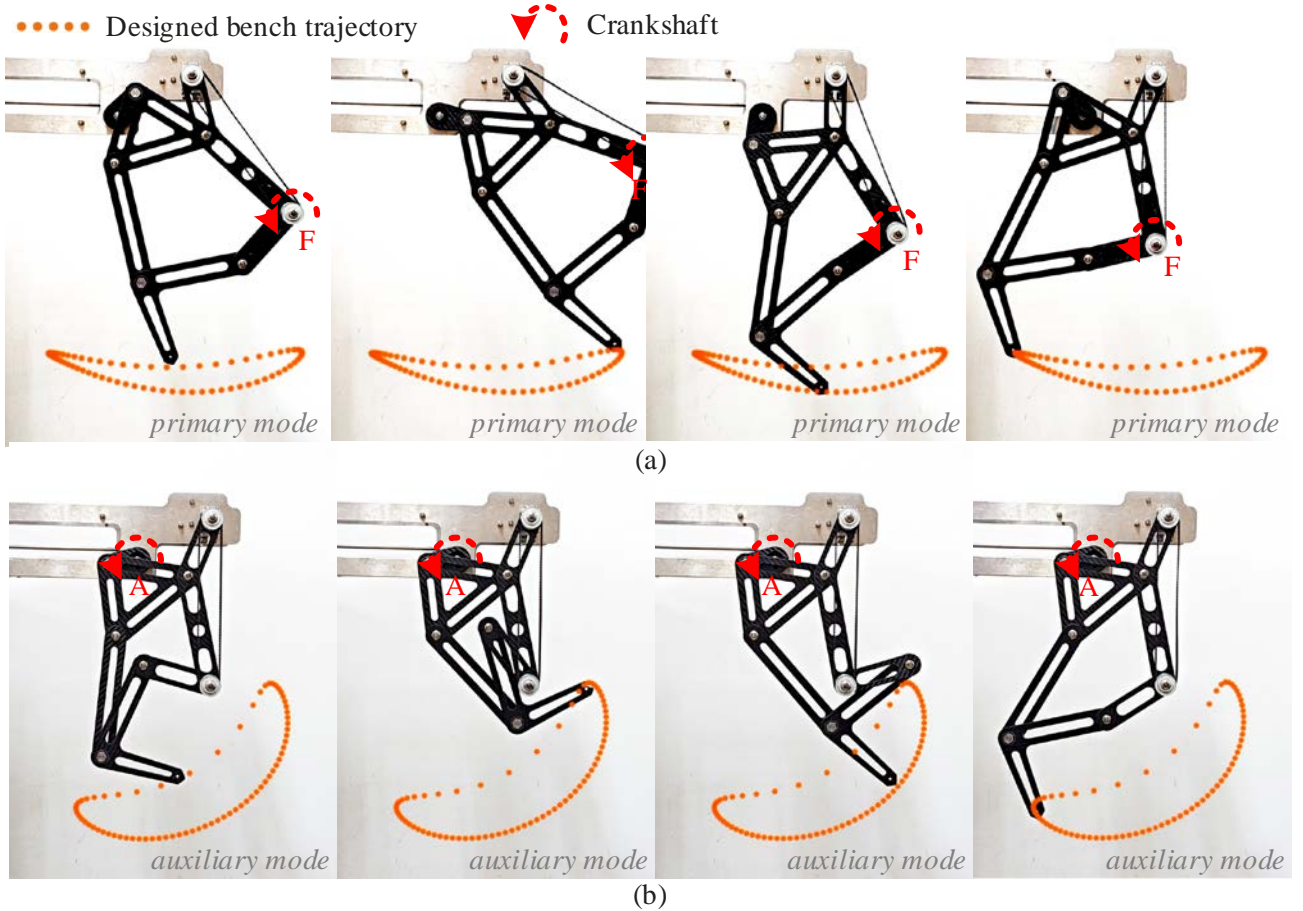 Designed bench trajectory
Crankshaft
F
F
F
F
primary mode
primary mode
primary mode
primary mode
(a)
A
A
A
A
auxiliary mode
auxiliary mode
auxiliary mode
auxiliary mode
(b)